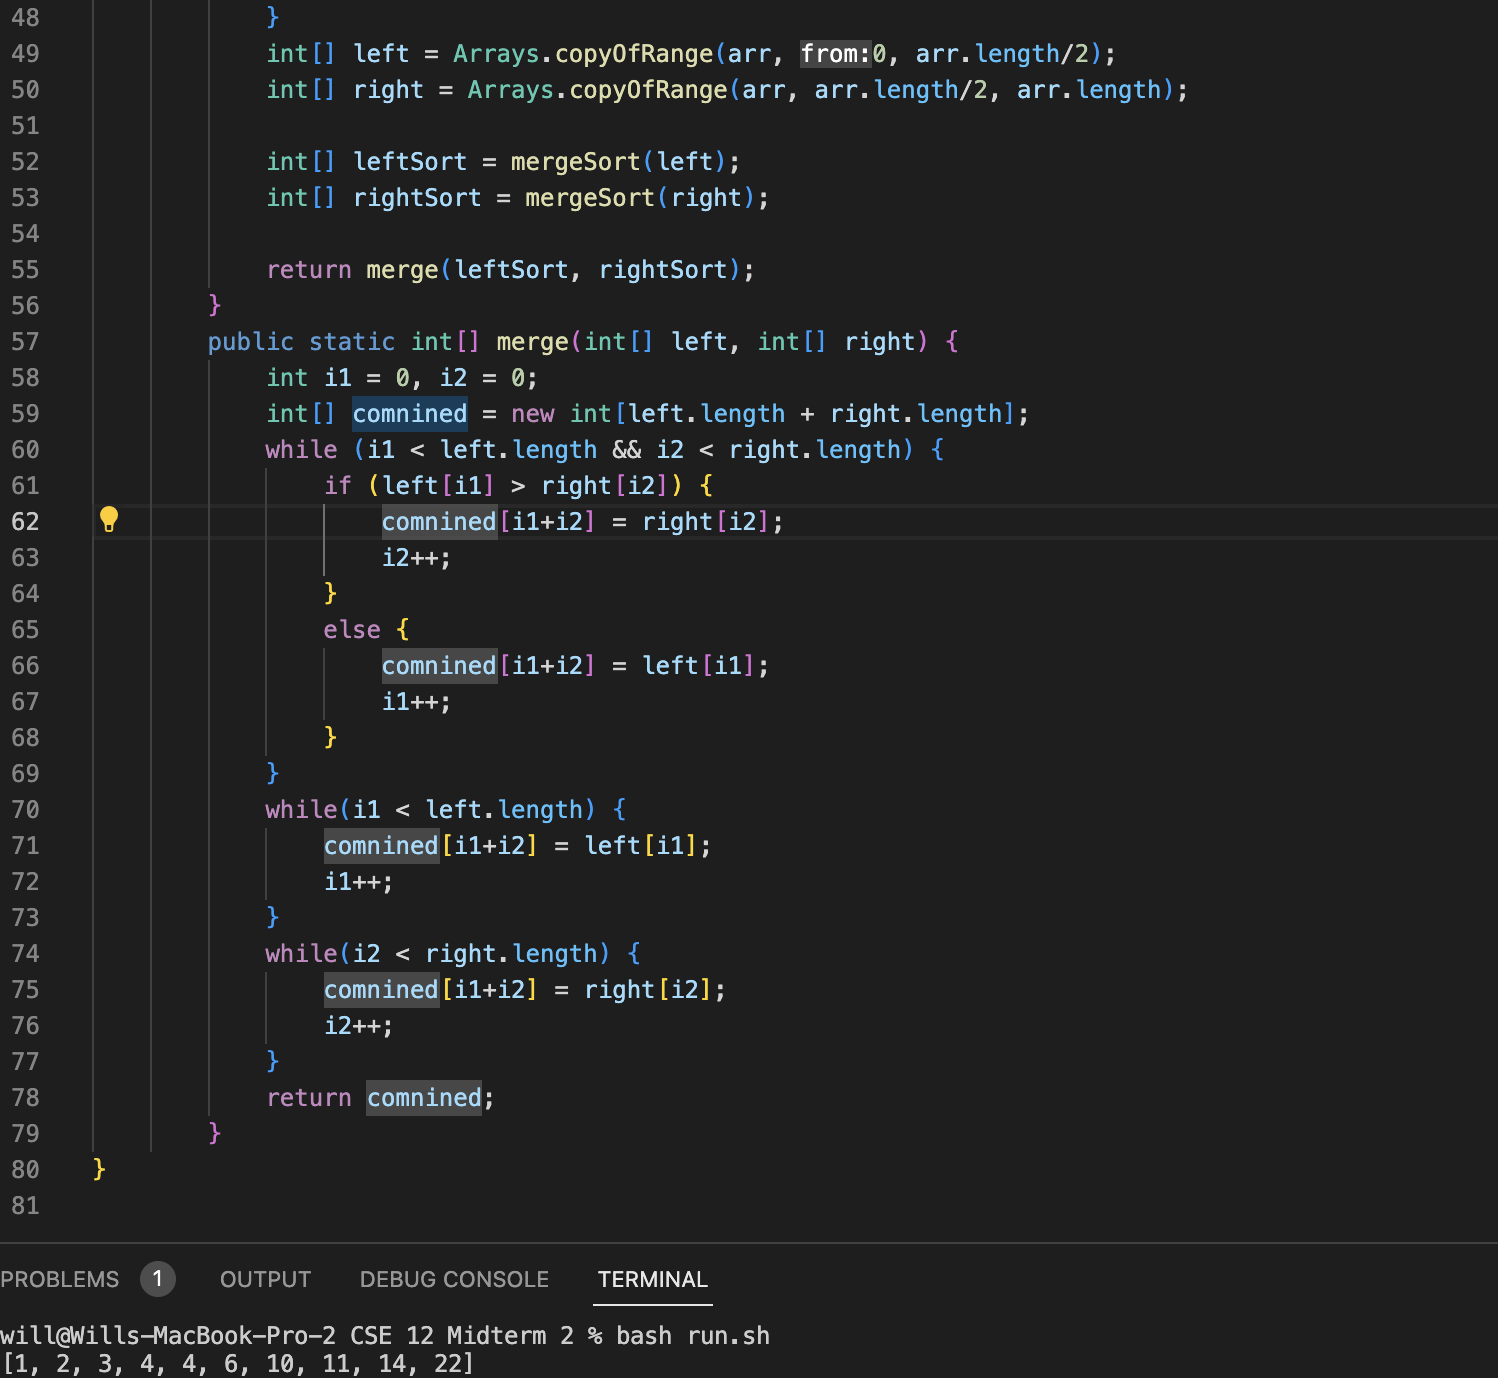 48 }
49 int[] left = Arrays.copyOfRange(arr, from:0, arr.length/2);
50 int[] right = Arrays.copyOfRange(arr, arr.length/2, arr.length);
51
52 int[] leftSort = mergeSort(left);
53 int[] rightSort = mergeSort(right);
54
55 return merge(leftSort, rightSort);
56 }
57 public static int[] merge(int[] left, int[] right) {
58 int i1 = 0, i2 = 0;
59 int[] comnined = new int[left.length + right.length];
60 while (i1 < left.length && i2 < right.length) {
61 if (left[i1] > right[i2]) {
62 comnined[i1+i2] = right[i2];
63 i2++;
64 }
65 else {
66 comnined[i1+i2] = left[i1];
67 i1++;
68 }
69 }
70 while(i1 < left.length) {
71 comnined[i1+i2] = left[i1];
72 i1++;
73 }
74 while(i2 < right.length) {
75 comnined[i1+i2] = right[i2];
76 i2++;
77 }
78 return comnined;
79 }
80 }
81
PROBLEMS 1 OUTPUT DEBUG CONSOLE TERMINAL
will@Wills-MacBook-Pro-2 CSE 12 Midterm 2 % bash run.sh
[1, 2, 3, 4, 4, 6, 10, 11, 14, 22]